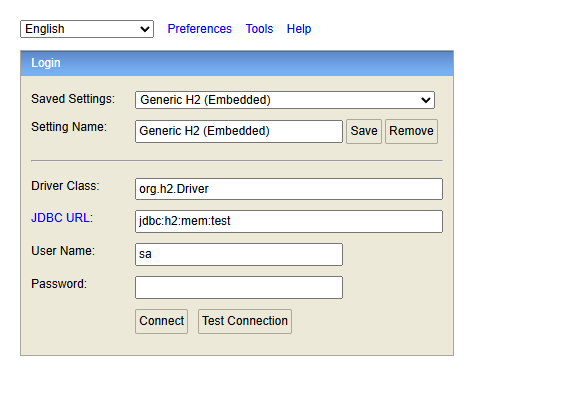 English Preferences Tools Help
Login
Saved Settings: Generic H2 (Embedded)
Setting Name: Generic H2 (Embedded) Save Remove
Driver Class: org.h2.Driver
JDBC URL: jdbc:h2:mem:test
User Name: sa
Password:
Connect Test Connection